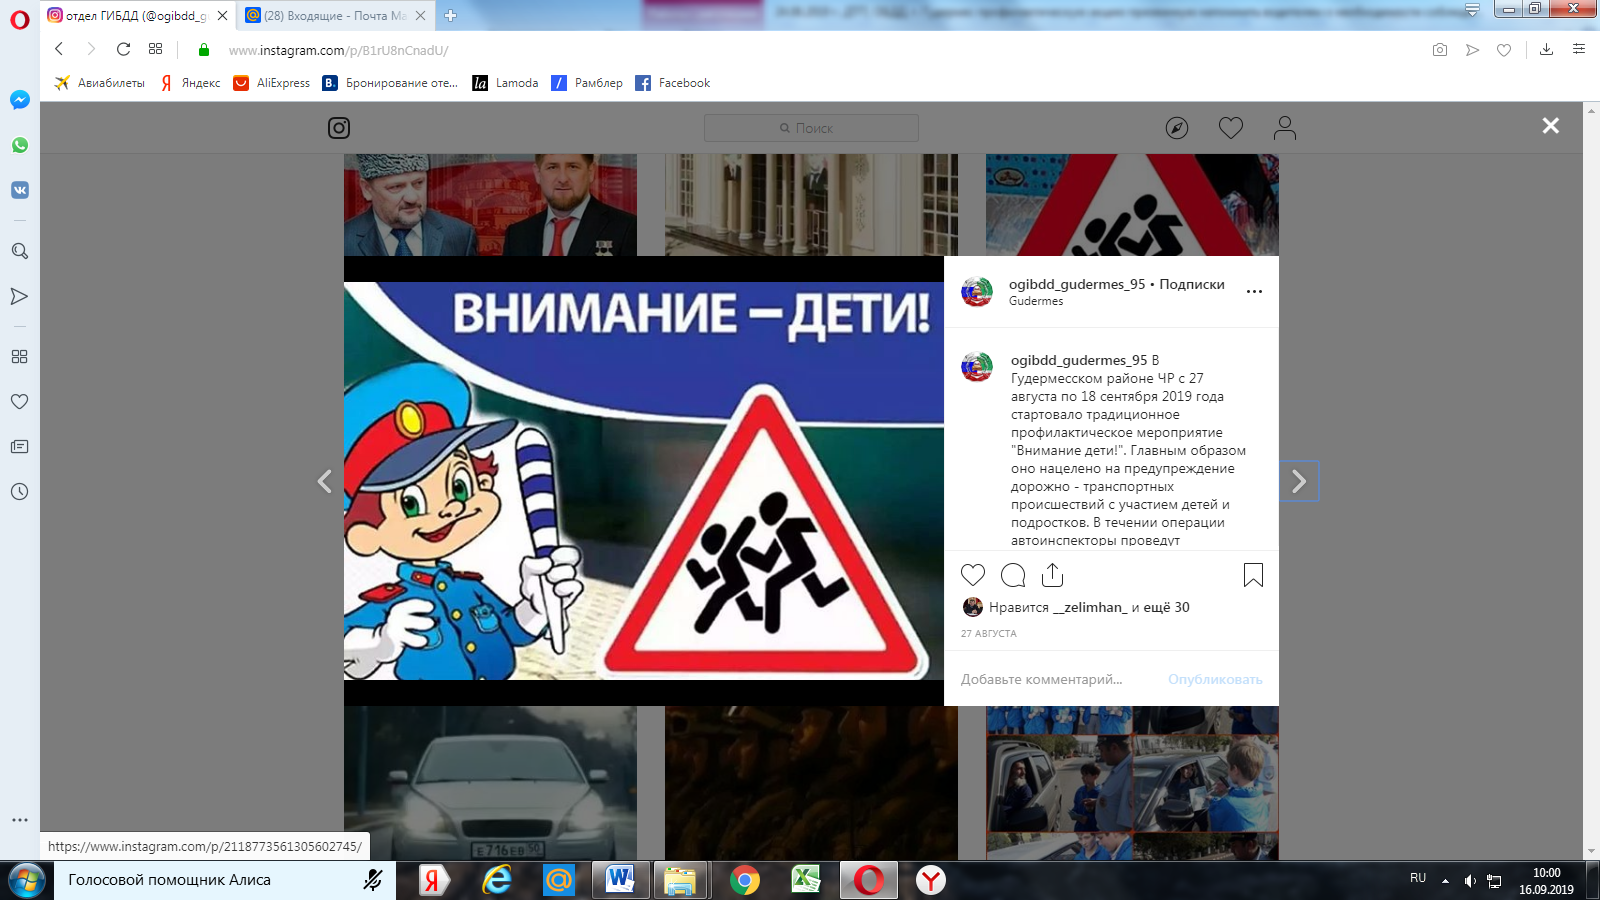 отдел ГИБДД (@ogibdd_g
(28) Входящие - Почта Ма
www.instagram.com/p/B1rU8nCnadU/
Авиабилеты
Яндекс
AliExpress
Бронирование оте...
Lamoda
Рамблер
Facebook
Поиск
ВНИМАНИЕ – ДЕТИ!
ogibdd_gudermes_95 • Подписки
Gudermes
ogibdd_gudermes_95 В
Гудермесском районе ЧР с 27
августа по 18 сентября 2019 года
стартовало традиционное
профилактическое мероприятие
"Внимание дети!". Главным образом
оно нацелено на предупреждение
дорожно - транспортных
происшествий с участием детей и
подростков. В течении операции
автоинспекторы проведут
Нравится __zelimhan_ и ещё 30
27 АВГУСТА
Добавьте комментарий...
Опубликовать
Е716ЕВ 50
https://www.instagram.com/p/2118773561305602745/
Голосовой помощник Алиса
RU
10:00
16.09.2019